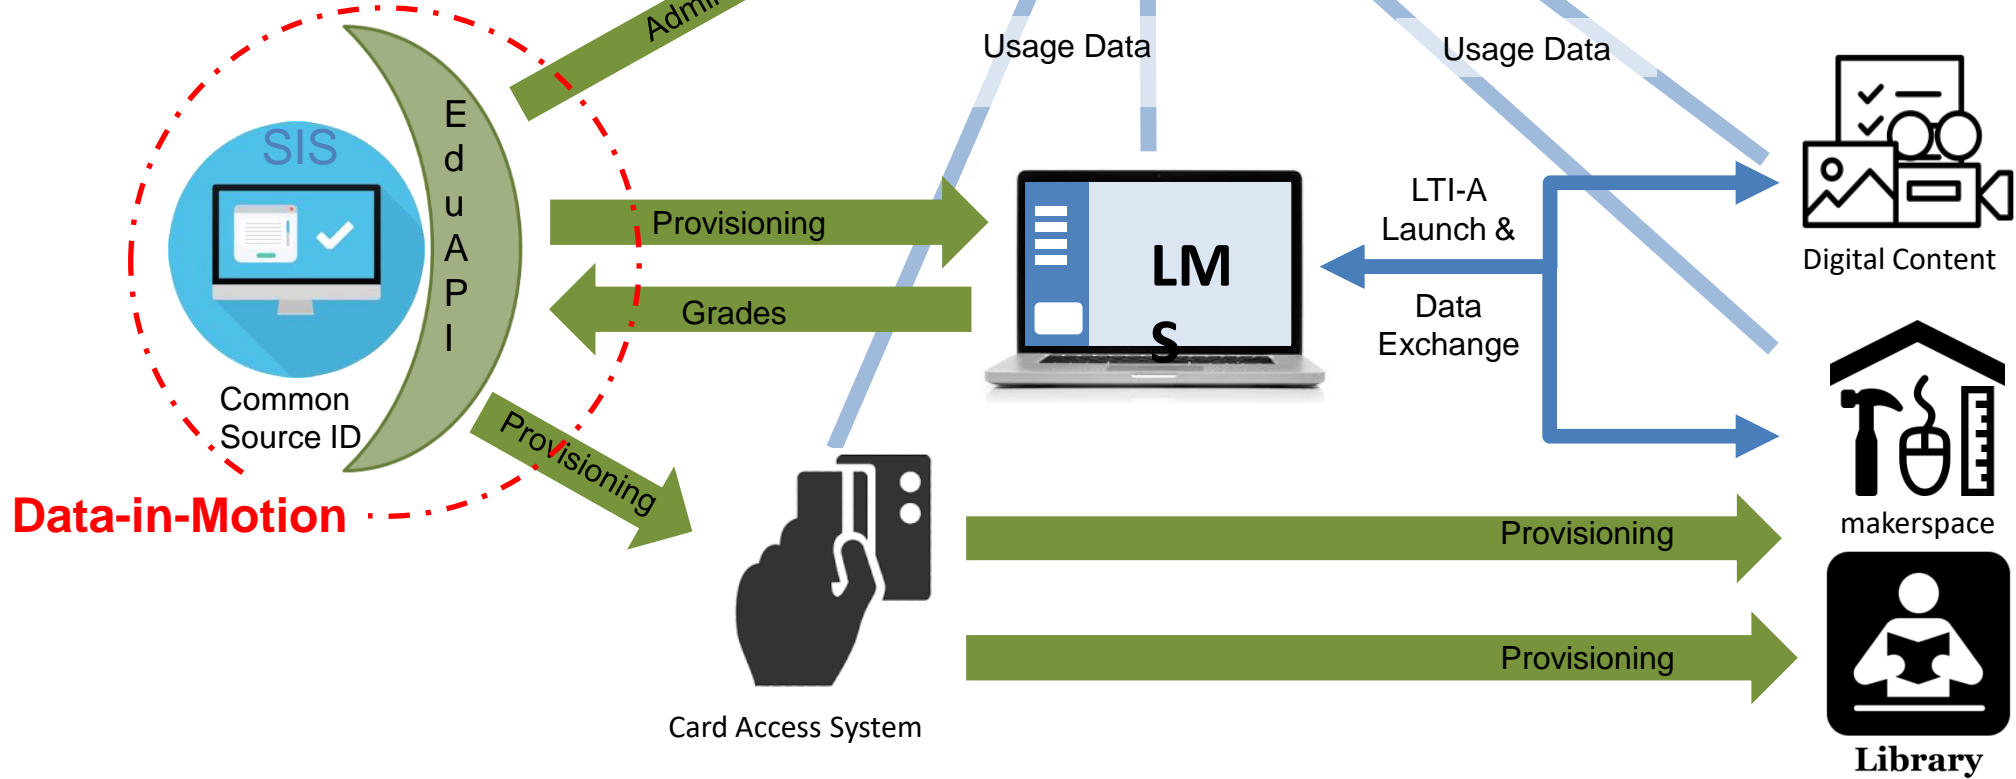 Admin
Usage Data
Usage Data
SIS
E
d
u
A
P
I
Provisioning
Grades
Common
Source ID
Provisioning
Data-in-Motion
LM
S
LTI-A
Launch &
Data
Exchange
Digital Content
makerspace
Provisioning
Provisioning
Card Access System
Library